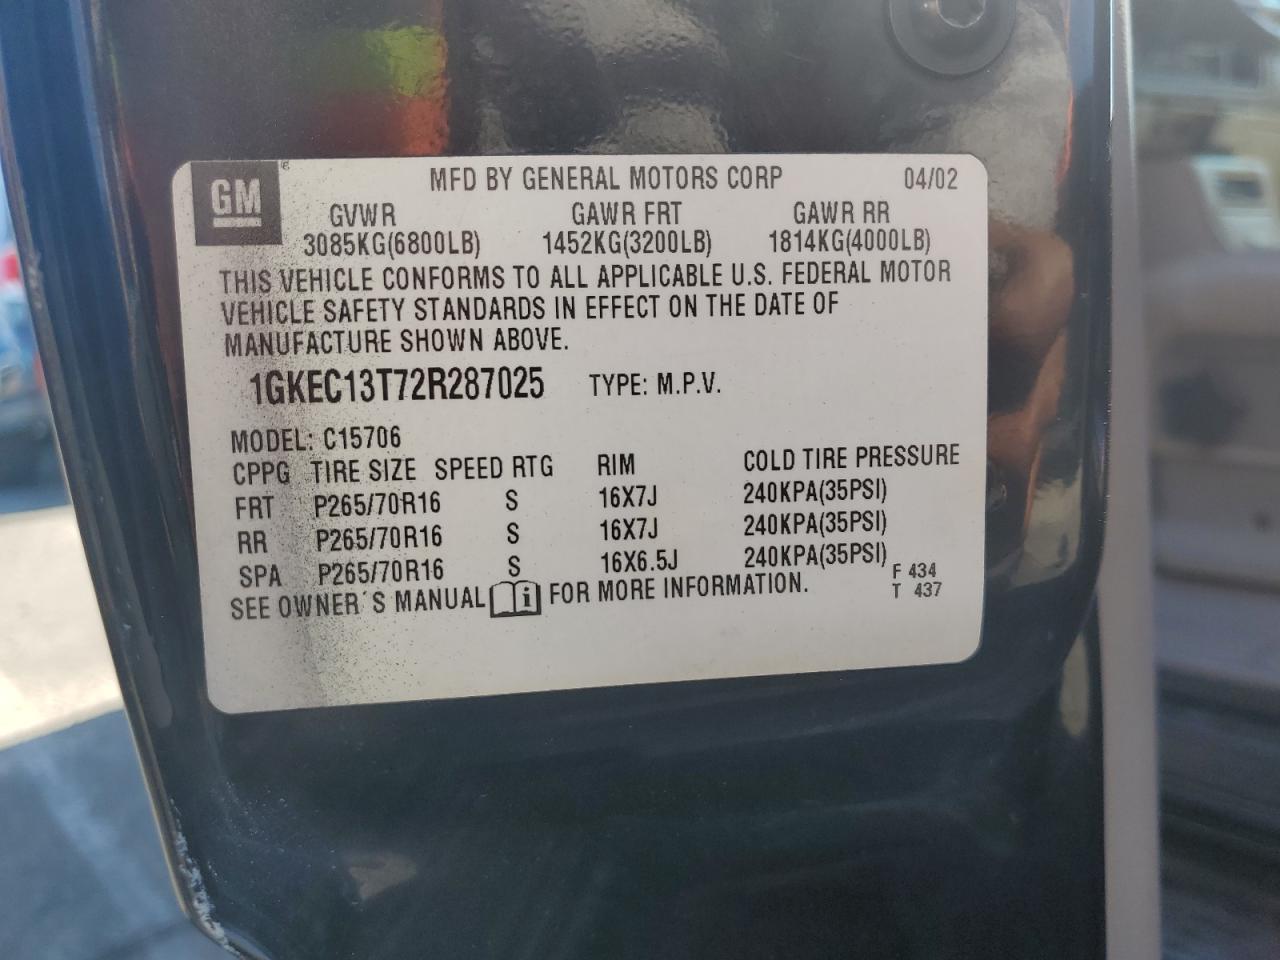 GM ® MFD BY GENERAL MOTORS CORP 04/02
GVWR GAWR FRT GAWR RR
3085KG(6800LB) 1452KG(3200LB) 1814KG(4000LB)
THIS VEHICLE CONFORMS TO ALL APPLICABLE U.S. FEDERAL MOTOR
VEHICLE SAFETY STANDARDS IN EFFECT ON THE DATE OF
MANUFACTURE SHOWN ABOVE.
1GKEC13T72R287025 TYPE: M.P.V.
MODEL: C15706
CPPG TIRE SIZE SPEED RTG RIM COLD TIRE PRESSURE
FRT P265/70R16 S 16X7J 240KPA(35PSI)
RR P265/70R16 S 16X7J 240KPA(35PSI)
SPA P265/70R16 S 16X6.5J 240KPA(35PSI)
SEE OWNER'S MANUAL i FOR MORE INFORMATION.
F 434
T 437